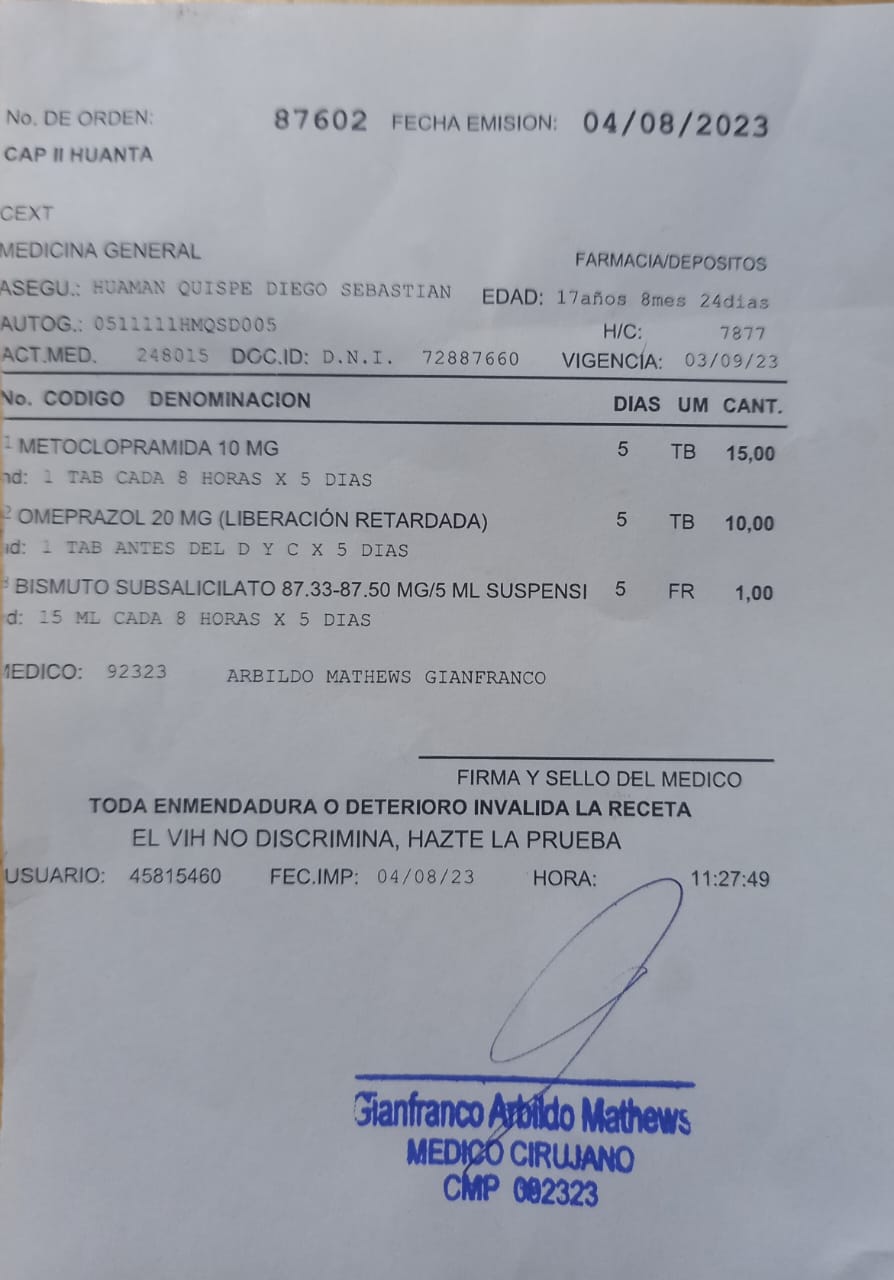 No. DE ORDEN: 87602 FECHA EMISION: 04/08/2023
CAP II HUANTA
CEXT
MEDICINA GENERAL FARMACIA/DEPOSITOS
ASEGU.: HUAMAN QUISPE DIEGO SEBASTIAN EDAD: 17años 8mes 24dias
AUTOG.: 0511111HMQSD005 H/C: 7877
ACT.MED. 248015 DOC.ID: D.N.I. 72887660 VIGENCIA: 03/09/23
No. CODIGO DENOMINACION DIAS UM CANT.
1 METOCLOPRAMIDA 10 MG 5 TB 15,00
nd: 1 TAB CADA 8 HORAS X 5 DIAS
2 OMEPRAZOL 20 MG (LIBERACIÓN RETARDADA) 5 TB 10,00
nd: 1 TAB ANTES DEL D Y C X 5 DIAS
3 BISMUTO SUBSALICILATO 87.33-87.50 MG/5 ML SUSPENSI 5 FR 1,00
d: 15 ML CADA 8 HORAS X 5 DIAS
MEDICO: 92323 ARBILDO MATHEWS GIANFRANCO
FIRMA Y SELLO DEL MEDICO
TODA ENMENDADURA O DETERIORO INVALIDA LA RECETA
EL VIH NO DISCRIMINA, HAZTE LA PRUEBA
USUARIO: 45815460 FEC.IMP: 04/08/23 HORA: 11:27:49
Gianfranco Arbildo Mathews
MEDICO CIRUJANO
CMP 092323